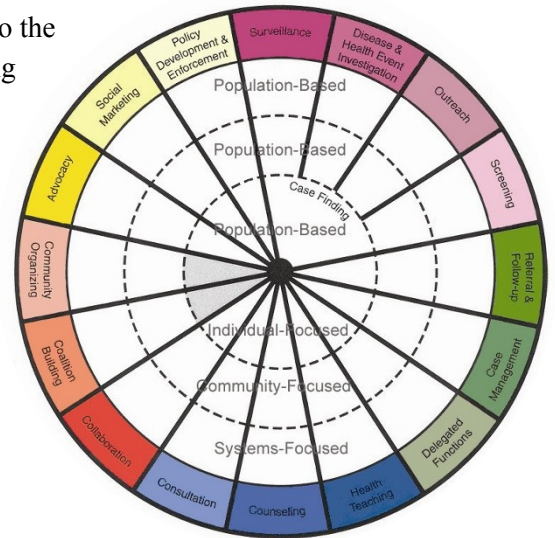 o the
g
Surveillance
Disease &
Health Event
Investigation
Outreach
Screening
Referral &
Follow-up
Case
Management
Delegated
Functions
Health
Teaching
Counseling
Consultation
Collaboration
Coalition
Building
Community
Organizing
Advocacy
Social
Marketing
Policy
Development &
Enforcement
Population-Based
Population-Based
Case Finding
Population-Based
Individual-Focused
Community-Focused
Systems-Focused